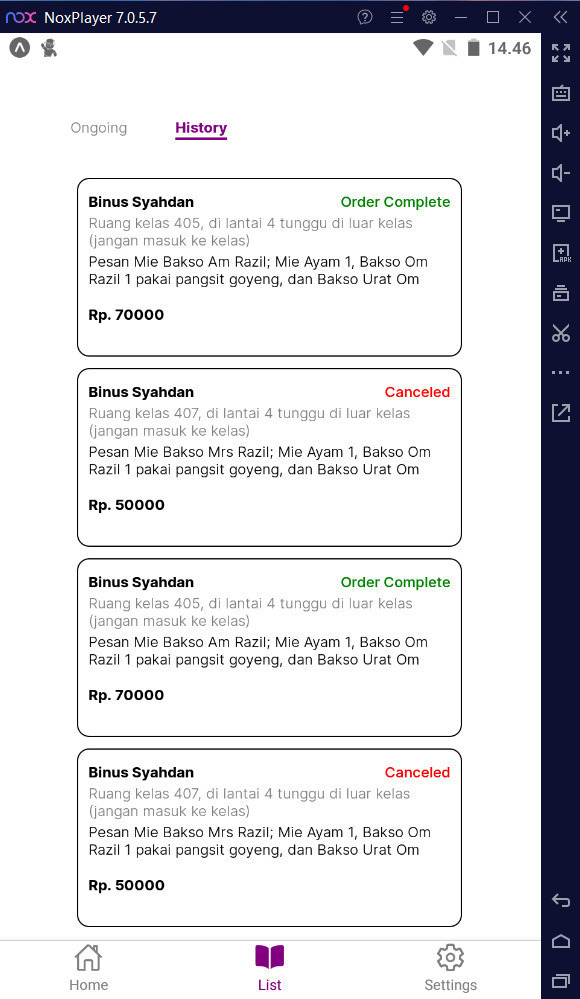 nox NoxPlayer 7.0.5.7
14.46
Ongoing
History
Binus Syahdan
Order Complete
Ruang kelas 405, di lantai 4 tunggu di luar kelas
(jangan masuk ke kelas)
Pesan Mie Bakso Am Razil; Mie Ayam 1, Bakso Om
Razil 1 pakai pangsit goyeng, dan Bakso Urat Om
Rp. 70000
Binus Syahdan
Canceled
Ruang kelas 407, di lantai 4 tunggu di luar kelas
(jangan masuk ke kelas)
Pesan Mie Bakso Mrs Razil; Mie Ayam 1, Bakso Om
Razil 1 pakai pangsit goyeng, dan Bakso Urat Om
Rp. 50000
Binus Syahdan
Order Complete
Ruang kelas 405, di lantai 4 tunggu di luar kelas
(jangan masuk ke kelas)
Pesan Mie Bakso Am Razil; Mie Ayam 1, Bakso Om
Razil 1 pakai pangsit goyeng, dan Bakso Urat Om
Rp. 70000
Binus Syahdan
Canceled
Ruang kelas 407, di lantai 4 tunggu di luar kelas
(jangan masuk ke kelas)
Pesan Mie Bakso Mrs Razil; Mie Ayam 1, Bakso Om
Razil 1 pakai pangsit goyeng, dan Bakso Urat Om
Rp. 50000
Home
List
Settings
APK